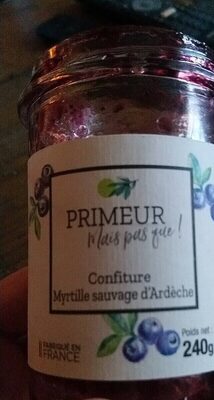 PRIMEUR
Mais pas que !
Confiture
Myrtille sauvage d'Ardèche
FABRIQUÉ EN
FRANCE
Poids net
240g